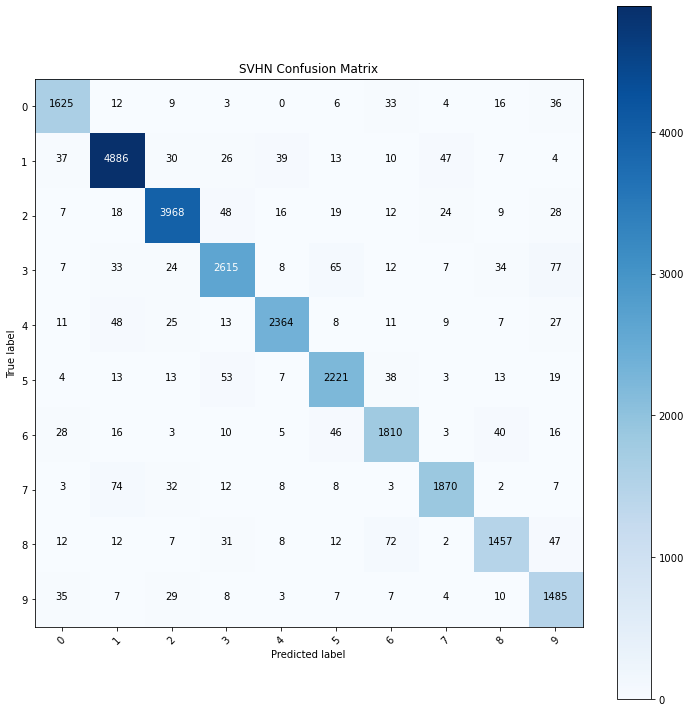 SVHN Confusion Matrix
0 1625 12 9 3 0 6 33 4 16 36
1 37 4886 30 26 39 13 10 47 7 4
2 7 18 3968 48 16 19 12 24 9 28
3 7 33 24 2615 8 65 12 7 34 77
4 11 48 25 13 2364 8 11 9 7 27
5 4 13 13 53 7 2221 38 3 13 19
6 28 16 3 10 5 46 1810 3 40 16
7 3 74 32 12 8 8 3 1870 2 7
8 12 12 7 31 8 12 72 2 1457 47
9 35 7 29 8 3 7 7 4 10 1485
0 1 2 3 4 5 6 7 8 9
True label
Predicted label
4000
3000
2000
1000
0